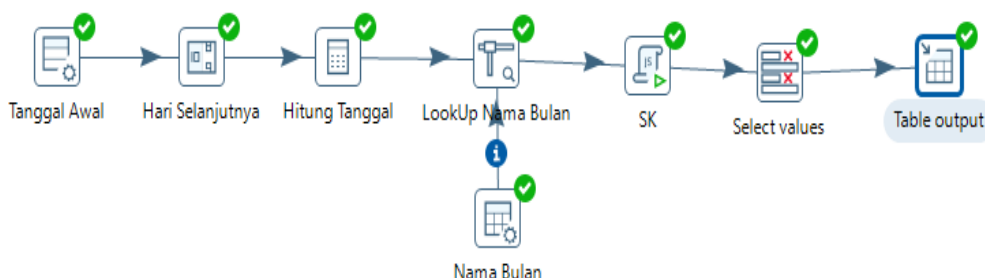 Tanggal Awal
Hari Selanjutnya
Hitung Tanggal
LookUp Nama Bulan
SK
Select values
Table output
Nama Bulan